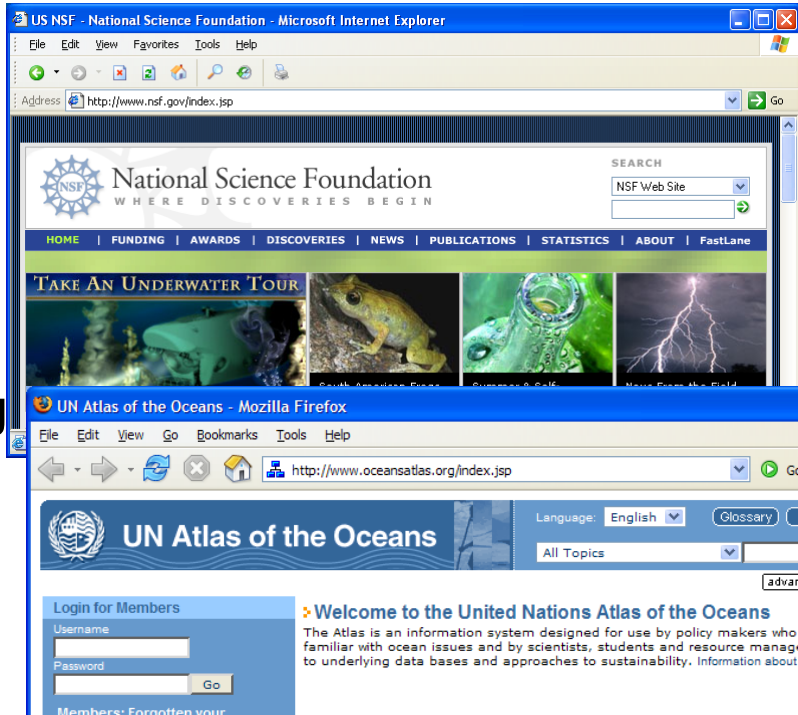 US NSF - National Science Foundation - Microsoft Internet Explorer
File Edit View Favorites Tools Help
Address http://www.nsf.gov/index.jsp Go
NSF
National Science Foundation
WHERE DISCOVERIES BEGIN
SEARCH
NSF Web Site
HOME | FUNDING | AWARDS | DISCOVERIES | NEWS | PUBLICATIONS | STATISTICS | ABOUT | FastLane
TAKE AN UNDERWATER TOUR
UN Atlas of the Oceans - Mozilla Firefox
File Edit View Go Bookmarks Tools Help
http://www.oceansatlas.org/index.jsp
UN Atlas of the Oceans
Language: English Glossary
All Topics
Login for Members
Username
Password
Go
Members: Forgotten your
Welcome to the United Nations Atlas of the Oceans
The Atlas is an information system designed for use by policy makers who
familiar with ocean issues and by scientists, students and resource manag
to underlying data bases and approaches to sustainability. Information about